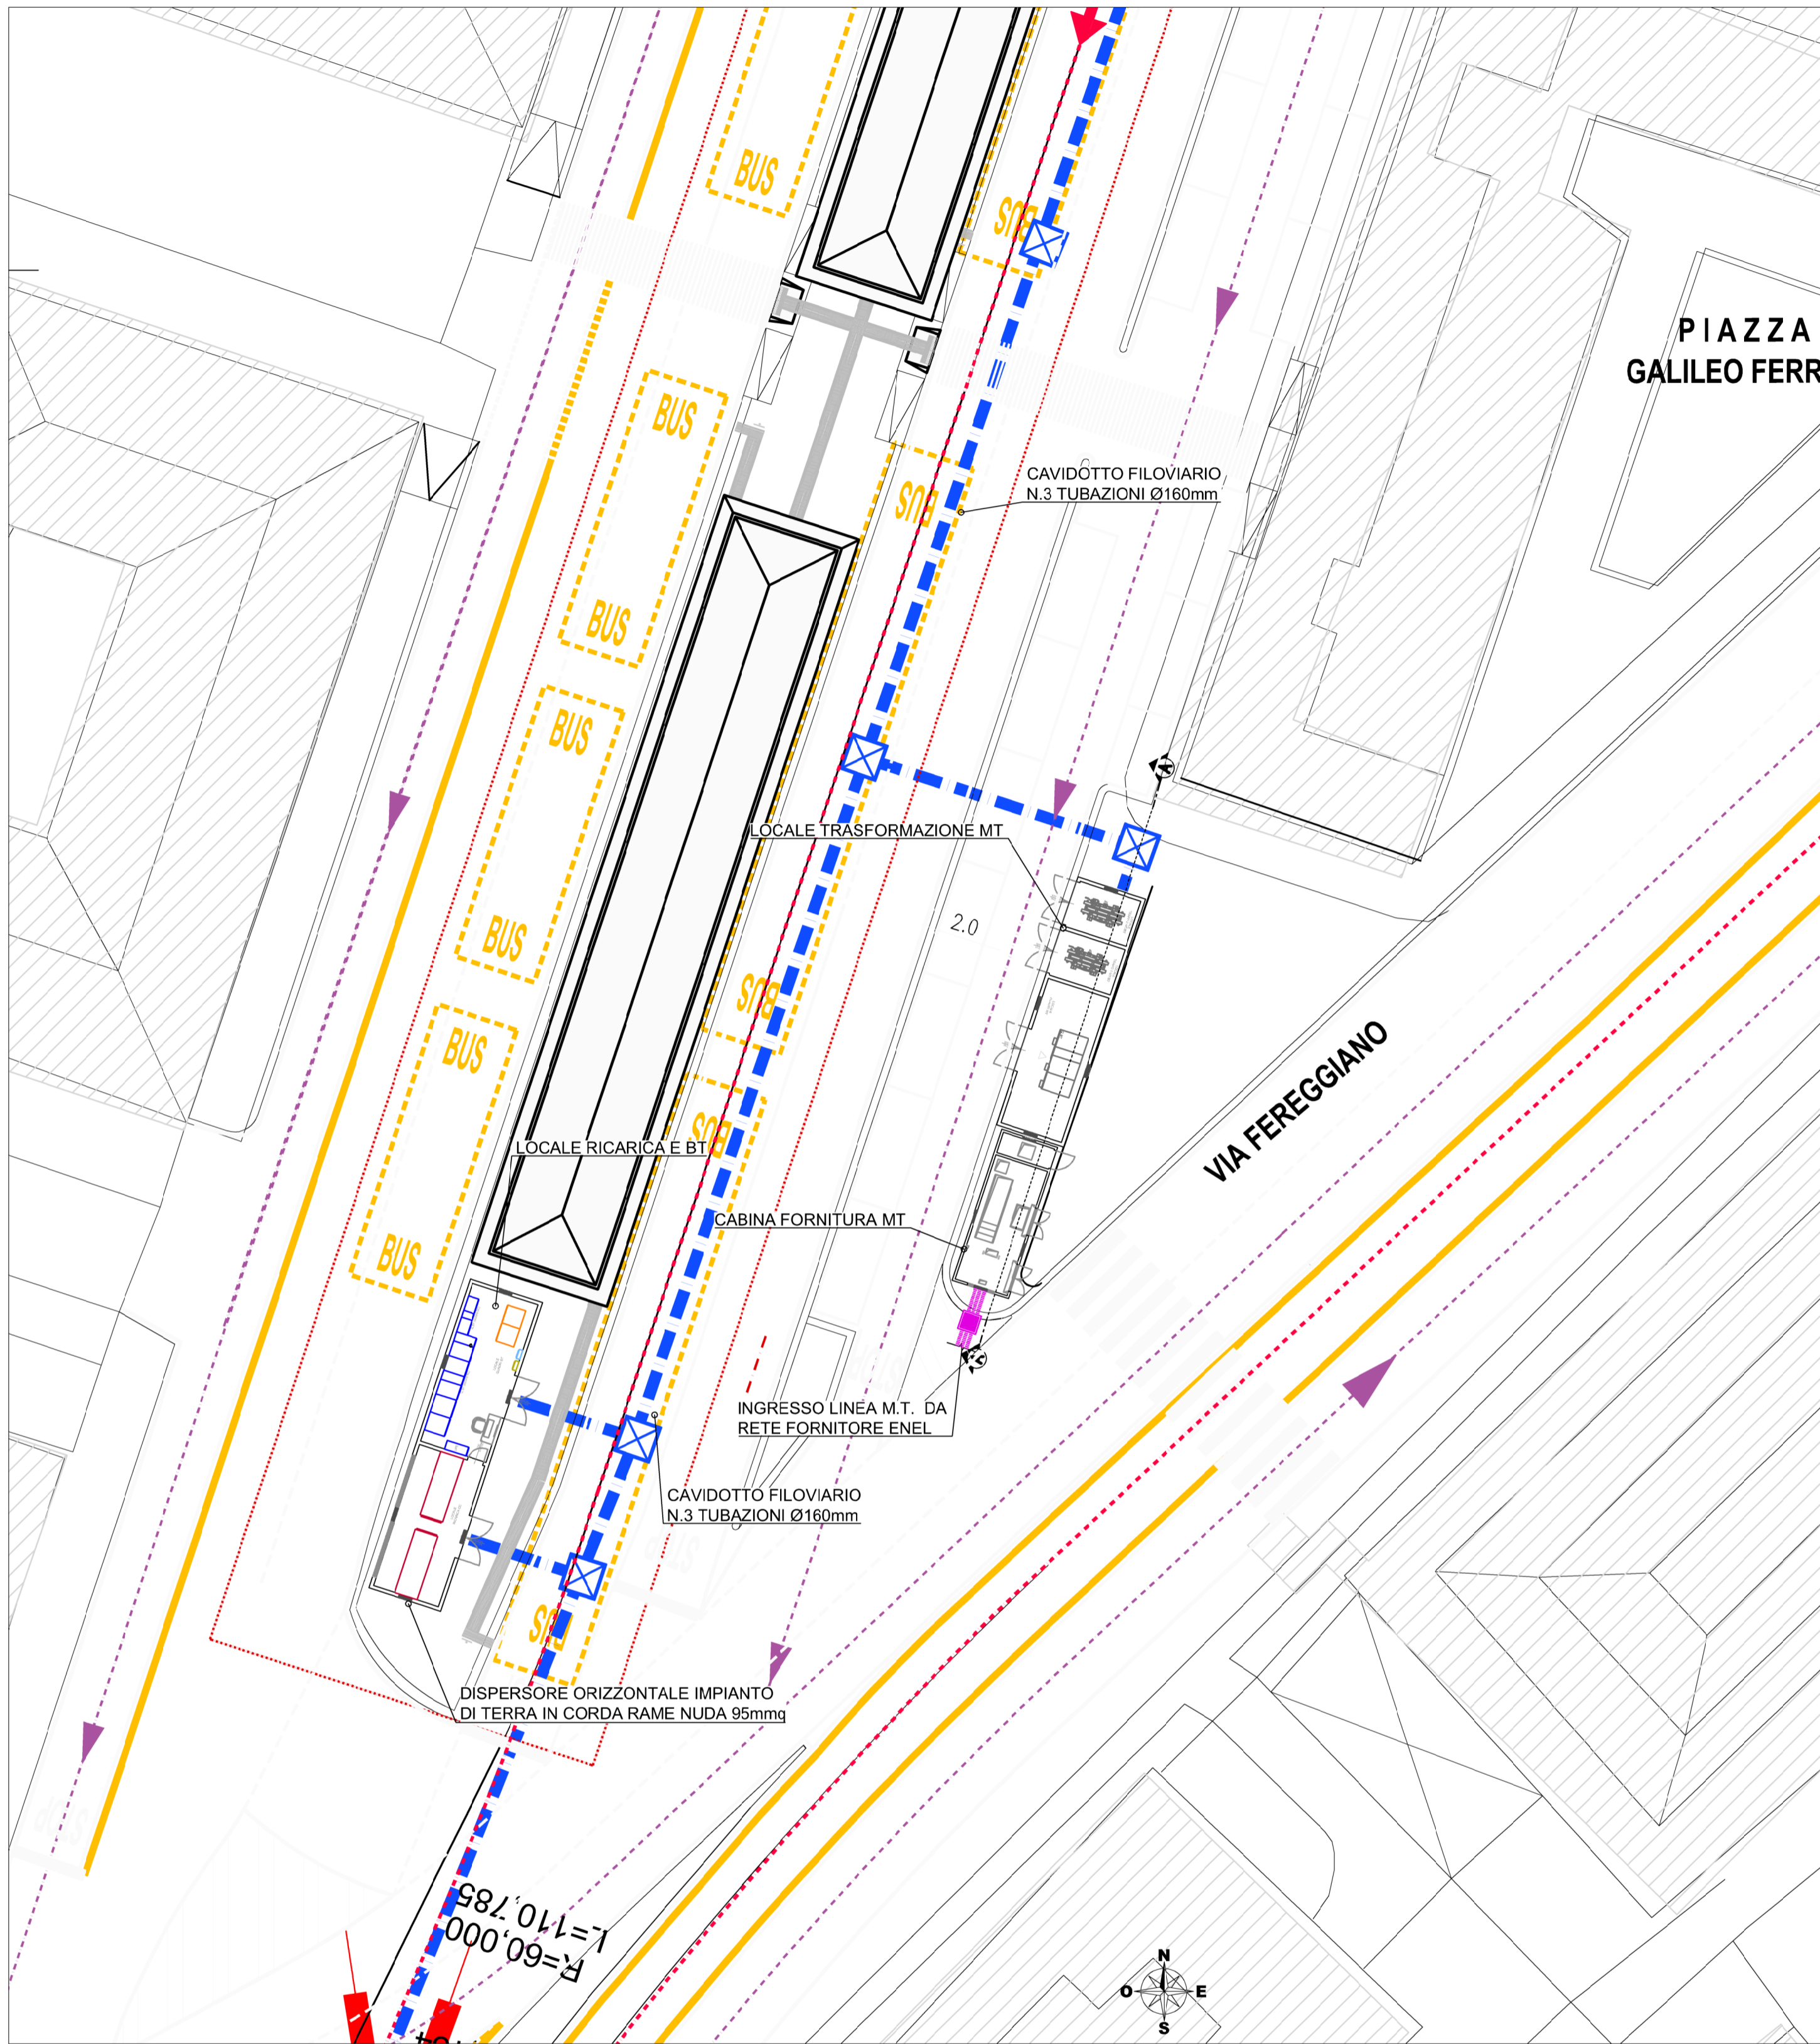 BUS
BUS
PIAZZA
GALILEO FERR
BUS
CAVIDOTTO FILOVIARIO
N.3 TUBAZIONI Ø160mm
BUS
BUS
BUS
LOCALE TRASFORMAZIONE MT
A
2.0
BUS
BUS
BUS
BUS
VIA FEREGGIANO
LOCALE RICARICA E BT
CABINA FORNITURA MT
BUS
INGRESSO LINEA M.T. DA
RETE FORNITORE ENEL
CAVIDOTTO FILOVIARIO
N.3 TUBAZIONI Ø160mm
BUS
DISPERSORE ORIZZONTALE IMPIANTO
DI TERRA IN CORDA RAME NUDA 95mmq
R=60,000
L=110,785
N
O E
S